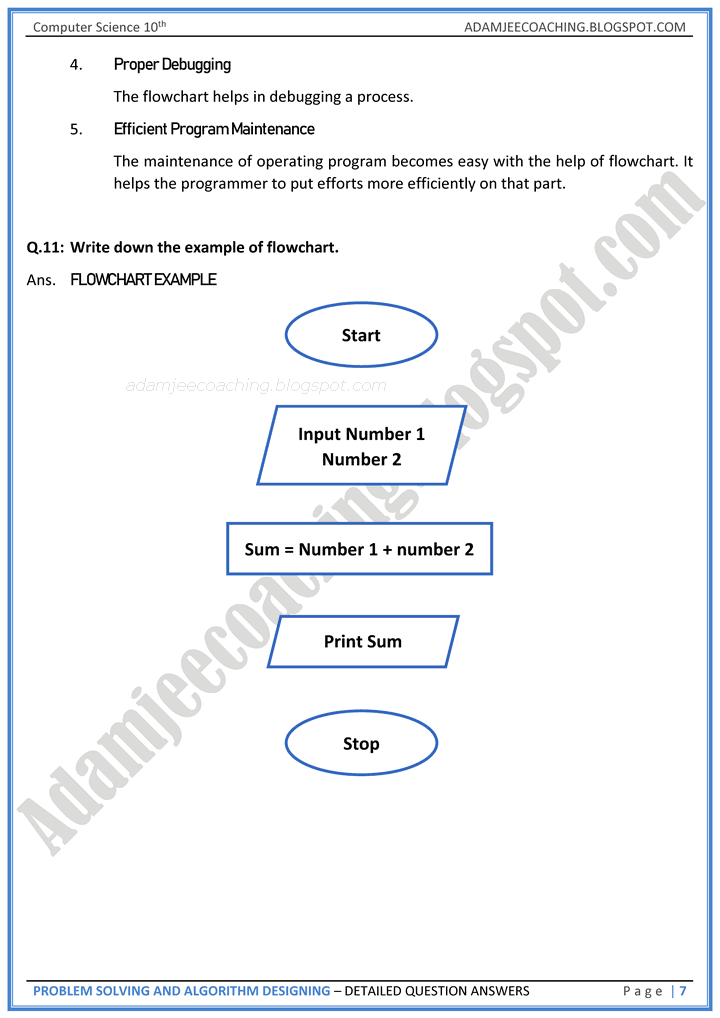 Computer Science 10th
ADAMJEECOACHING.BLOGSPOT.COM
4. Proper Debugging
The flowchart helps in debugging a process.
5. Efficient Program Maintenance
The maintenance of operating program becomes easy with the help of flowchart. It
helps the programmer to put efforts more efficiently on that part.
Q.11: Write down the example of flowchart.
Ans. FLOWCHART EXAMPLE
Start
adamjeecoaching.blogspot.com
Input Number 1
Number 2
Sum = Number 1 + number 2
Print Sum
Stop
Adamjeecoaching.blogspot.com
PROBLEM SOLVING AND ALGORITHM DESIGNING – DETAILED QUESTION ANSWERS
Page | 7